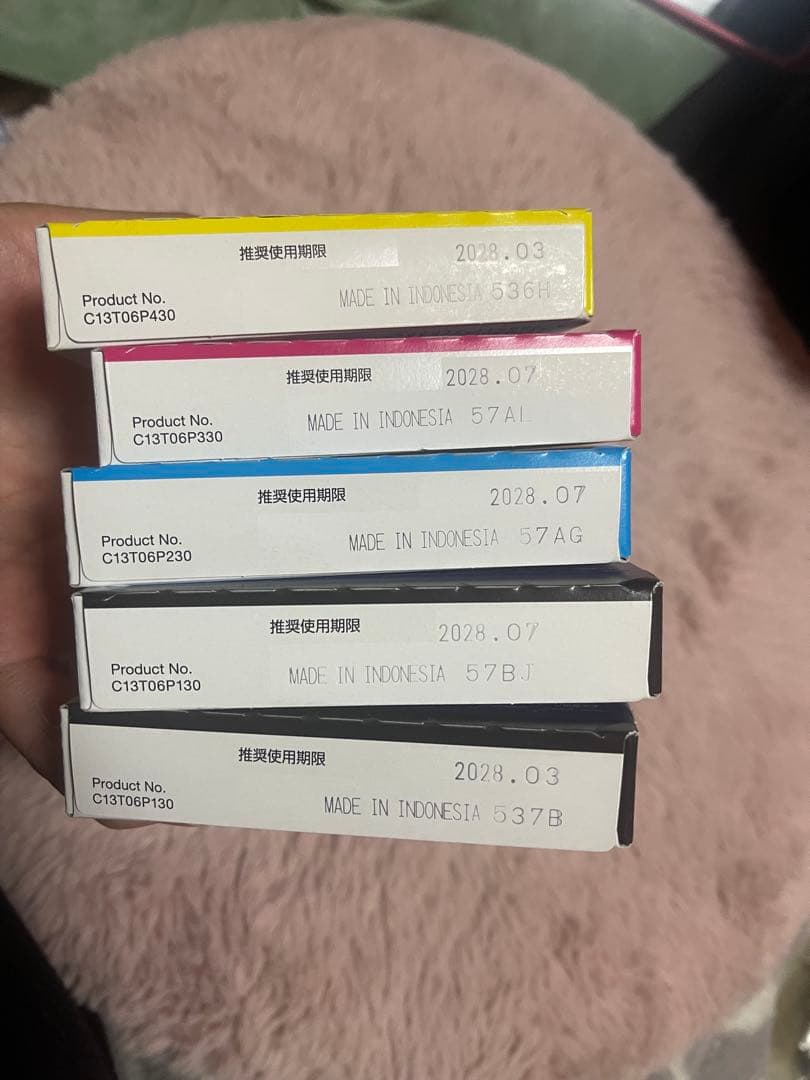 推奨使用期限 2028.03
Product No. MADE IN INDONESIA 536H
C13T06P430
推奨使用期限 2028.07
Product No. MADE IN INDONESIA 57AL
C13T06P330
推奨使用期限 2028.07
Product No. MADE IN INDONESIA 57AG
C13T06P230
推奨使用期限 2028.07
Product No. MADE IN INDONESIA 57BJ
C13T06P130
推奨使用期限 2028.03
Product No. MADE IN INDONESIA 537B
C13T06P130